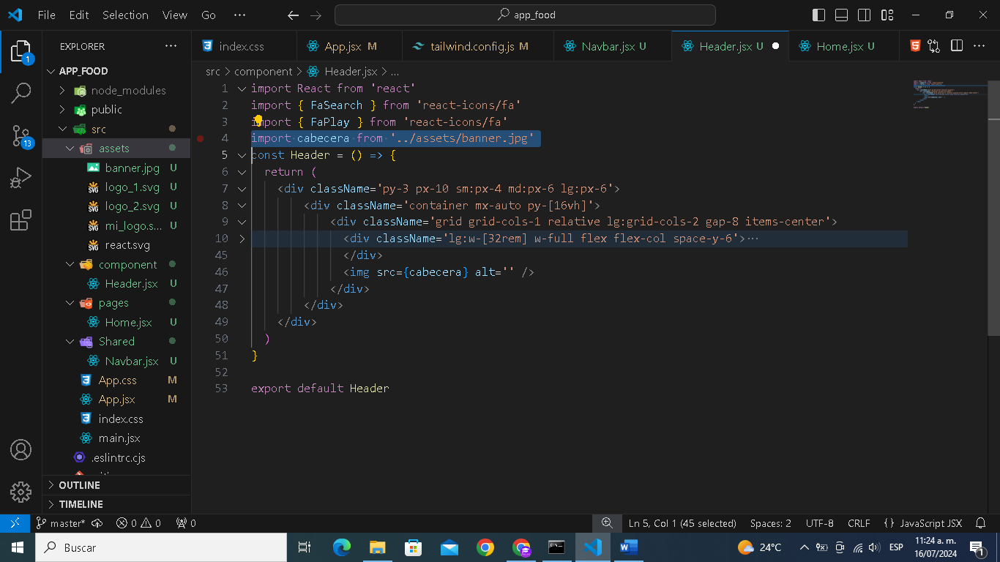 File Edit Selection View Go ··· app_food
EXPLORER ···
index.css
App.jsx M
tailwind.config.js M
Navbar.jsx U
Header.jsx U
Home.jsx U
src > component > Header.jsx > ...
1
APP_FOOD
node_modules
public
src
assets
banner.jpg U
logo_1.svg U
logo_2.svg U
mi_logo.s... U
react.svg
component
Header.jsx U
pages
Home.jsx U
Shared
Navbar.jsx U
App.css M
App.jsx M
index.css
main.jsx
.eslintrc.cjs
OUTLINE
TIMELINE
13
1 import React from 'react'
2 import { FaSearch } from 'react-icons/fa'
3 import { FaPlay } from 'react-icons/fa'
4 import cabecera from '../assets/banner.jpg'
5 const Header = () => {
6 return (
7 <div className='py-3 px-10 sm:px-4 md:px-6 lg:px-6'>
8 <div className='container mx-auto py-[16vh]'>
9 <div className='grid grid-cols-1 relative lg:grid-cols-2 gap-8 items-center'>
10 <div className='lg:w-[32rem] w-full flex flex-col space-y-6'>···
45 </div>
46 <img src={cabecera} alt='' />
47 </div>
48 </div>
49 </div>
50 )
51 }
52
53 export default Header
master* 0 0 0 Ln 5, Col 1 (45 selected) Spaces: 2 UTF-8 CRLF {} JavaScript JSX
Buscar
24°C ESP
11:24 a. m.
16/07/2024
1